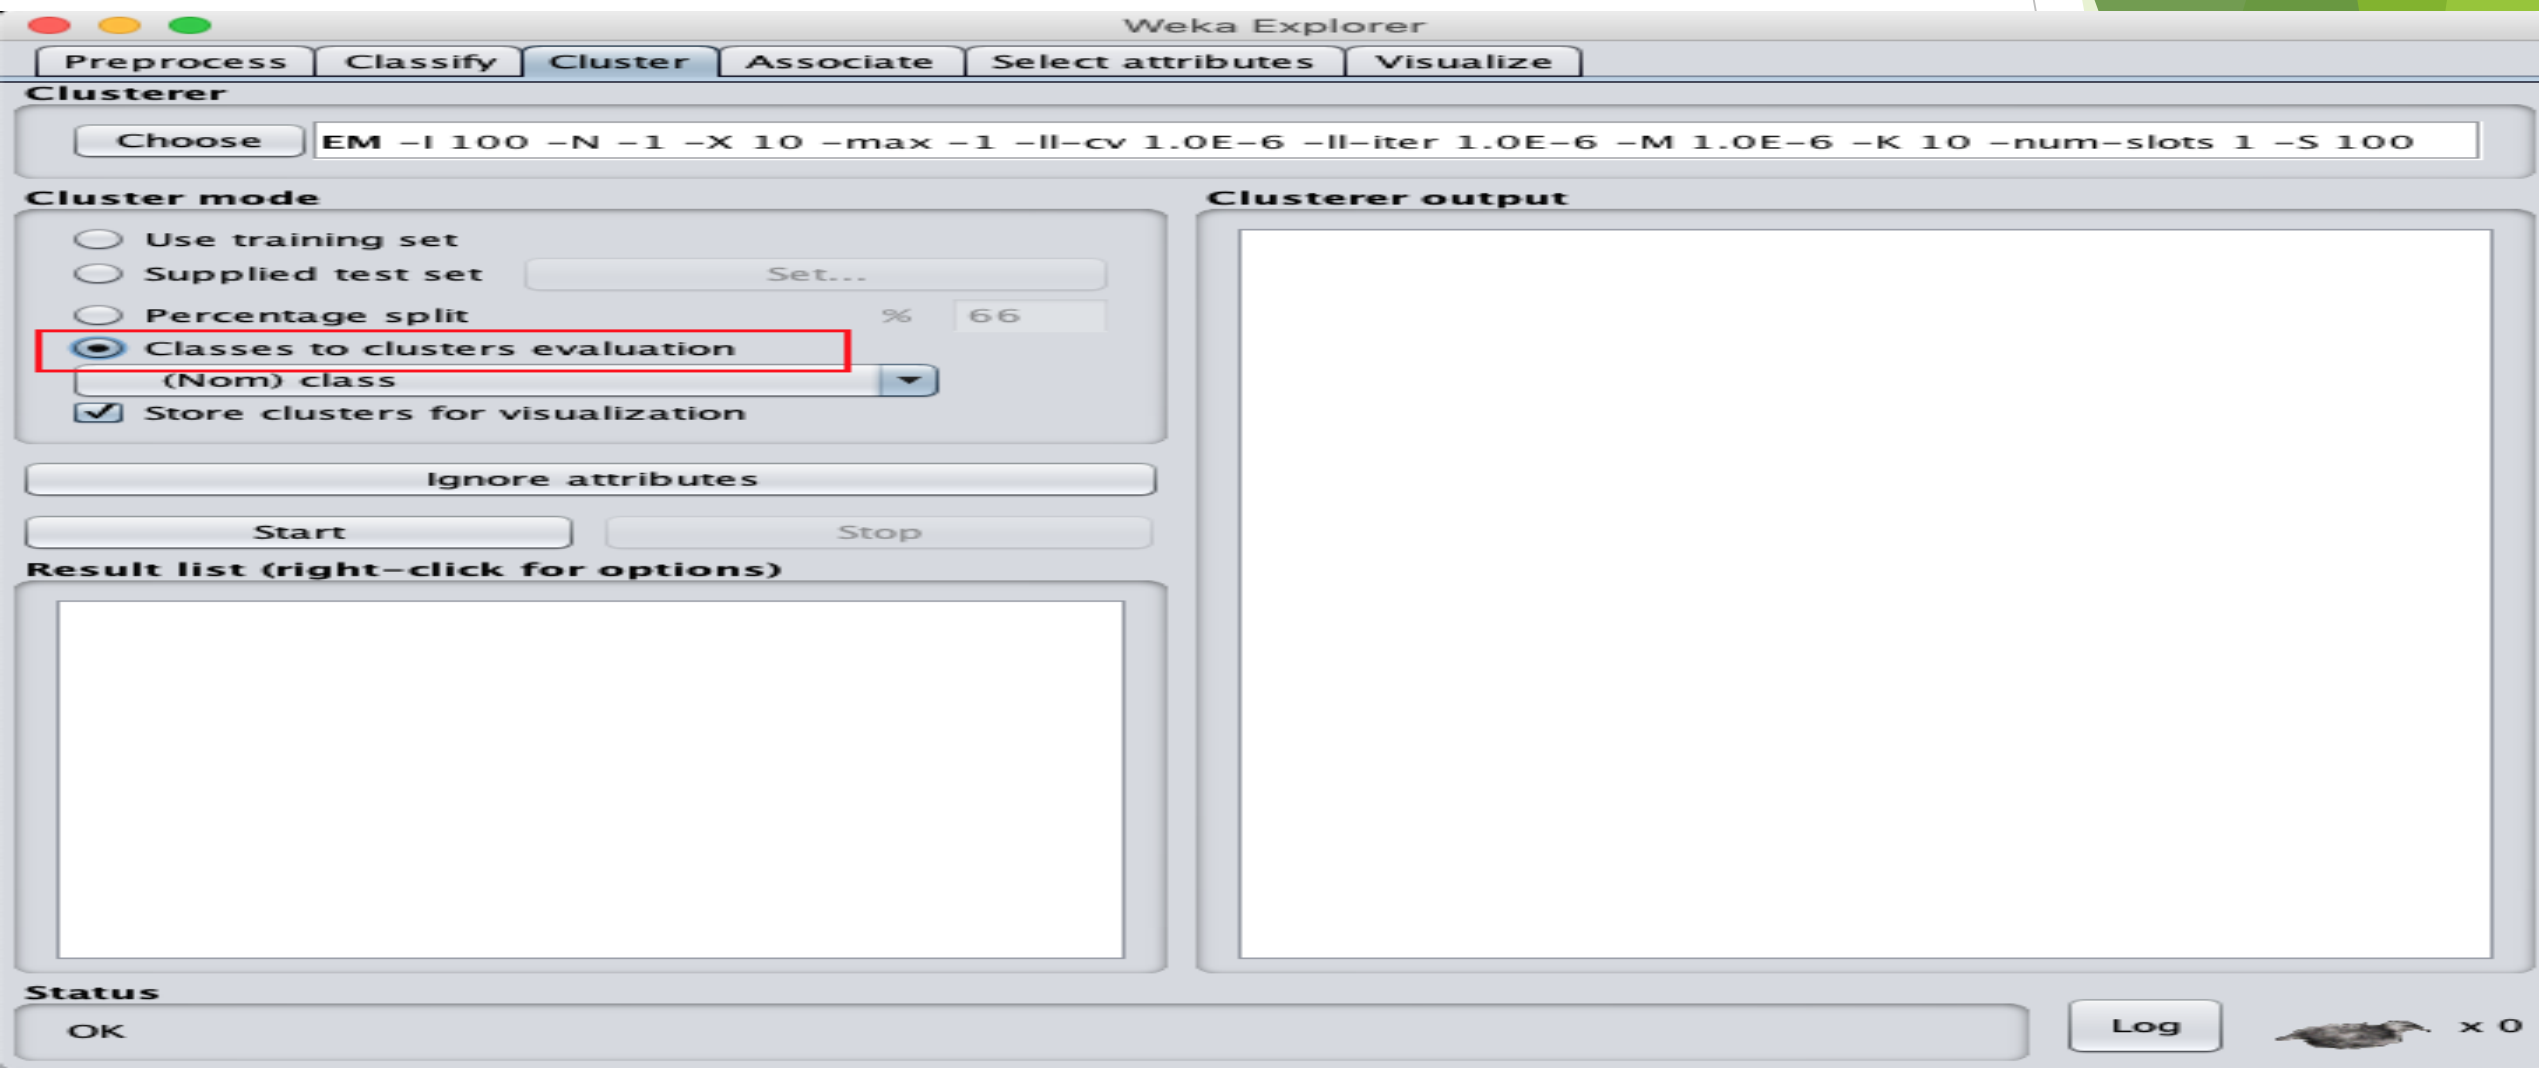 Weka Explorer
Preprocess Classify Cluster Associate Select attributes Visualize
Clusterer
Choose EM -I 100 -N -1 -X 10 -max -1 -ll-cv 1.0E-6 -ll-iter 1.0E-6 -M 1.0E-6 -K 10 -num-slots 1 -S 100
Cluster mode
Use training set
Supplied test set Set...
Percentage split % 66
Classes to clusters evaluation
(Nom) class
Store clusters for visualization
Ignore attributes
Start Stop
Result list (right-click for options)
Clusterer output
Status
OK
Log x 0